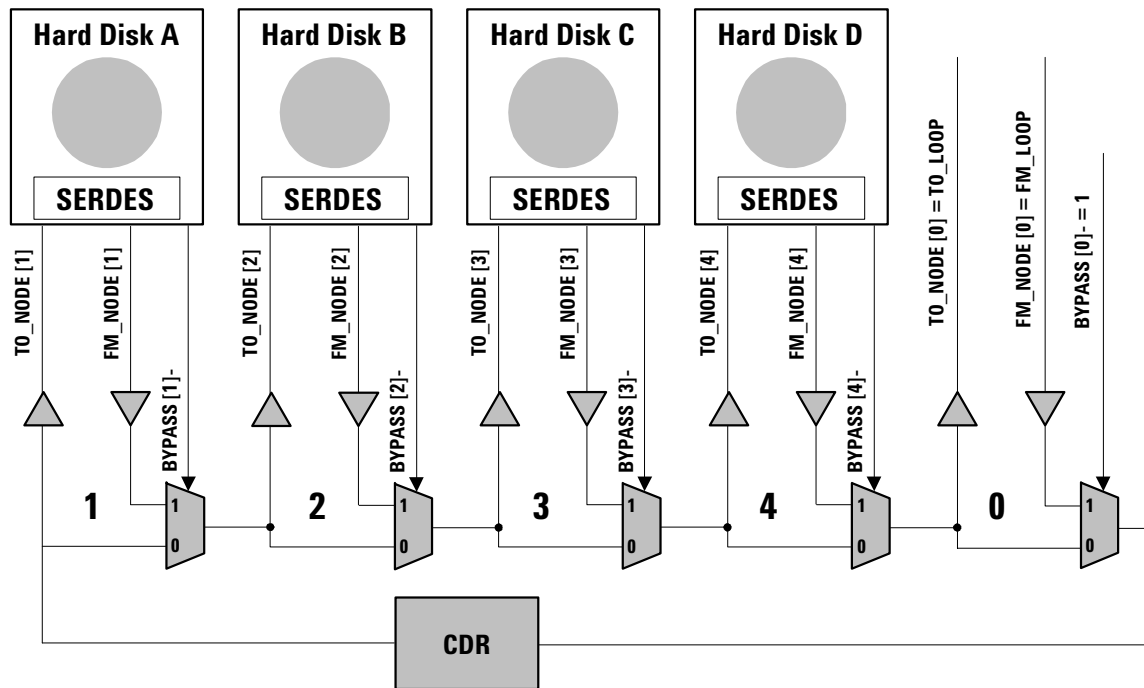 Hard Disk A
Hard Disk B
Hard Disk C
Hard Disk D
SERDES
SERDES
SERDES
SERDES
TO_NODE [1]
FM_NODE [1]
BYPASS [1]-
TO_NODE [2]
FM_NODE [2]
BYPASS [2]-
TO_NODE [3]
FM_NODE [3]
BYPASS [3]-
TO_NODE [4]
FM_NODE [4]
BYPASS [4]-
TO_NODE [0] = TO_LOOP
FM_NODE [0] = FM_LOOP
BYPASS [0]- = 1
1
1
0
2
1
0
3
1
0
4
1
0
0
1
0
CDR